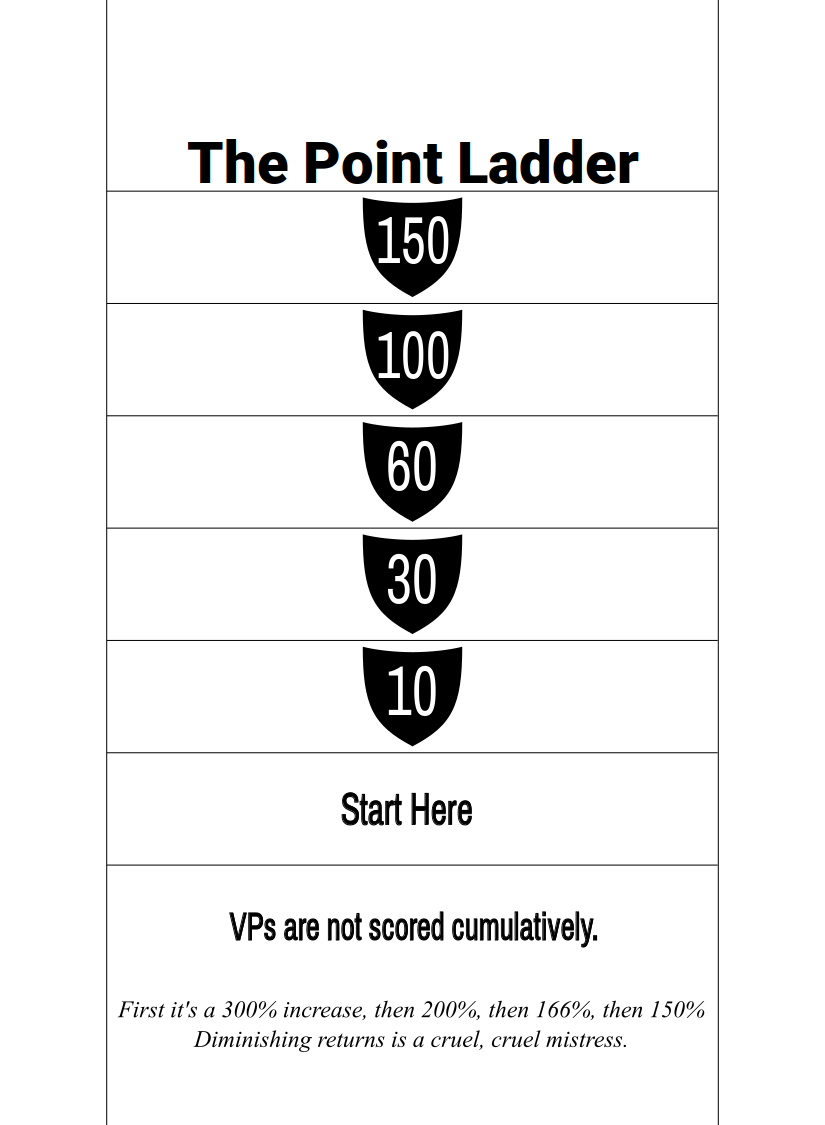 The Point Ladder
150
100
60
30
10
Start Here
VPs are not scored cumulatively.
First it's a 300% increase, then 200%, then 166%, then 150%
Diminishing returns is a cruel, cruel mistress.